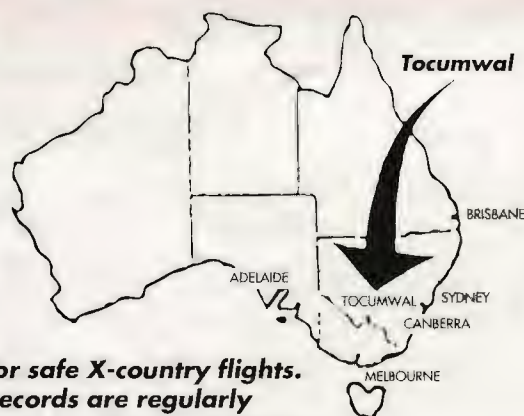 Tocumwal
BRISBANE
ADELAIDE
TOCUMWAL
SYDNEY
CANBERRA
or safe X-country flights.
ecords are regularly
MELBOURNE